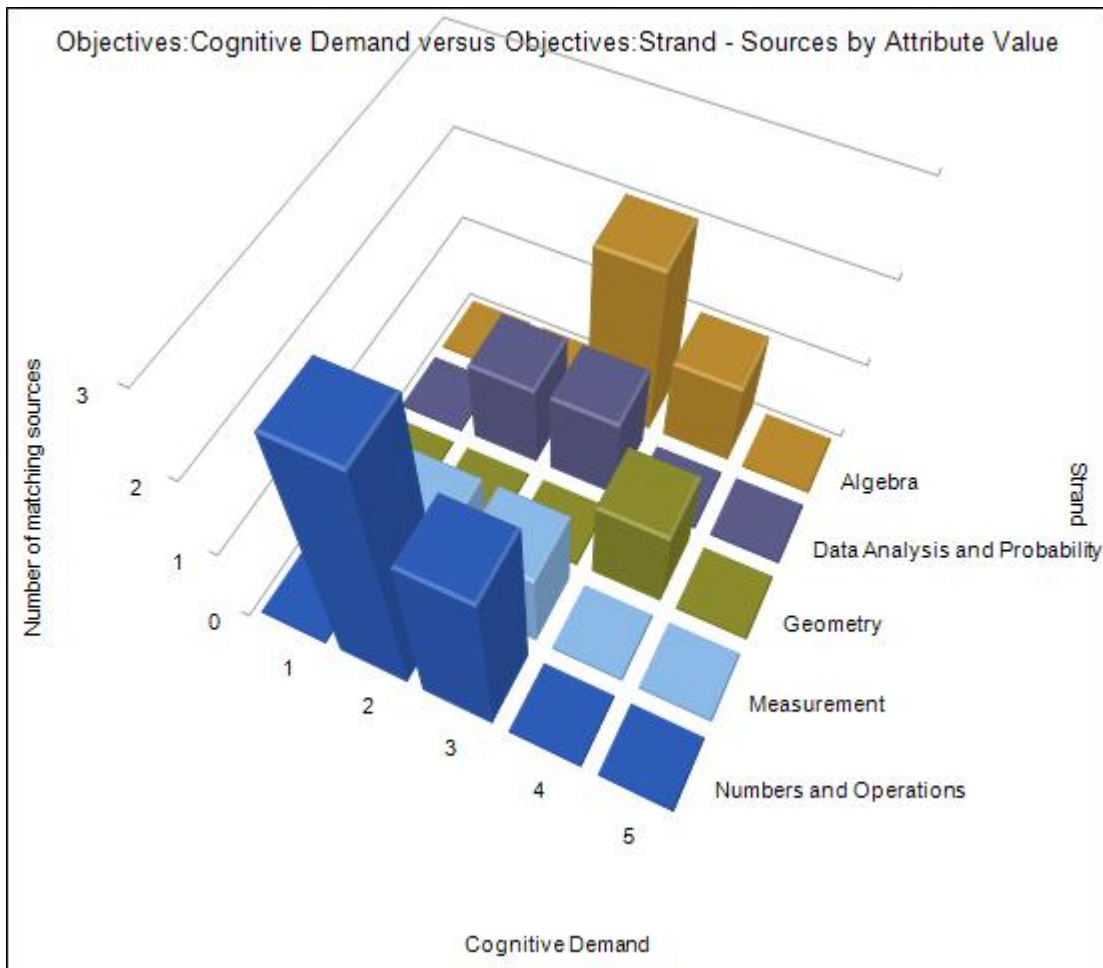 Objectives:Cognitive Demand versus Objectives:Strand - Sources by Attribute Value
Number of matching sources
3
2
1
0
1
2
3
4
5
Cognitive Demand
Algebra
Data Analysis and Probability
Geometry
Measurement
Numbers and Operations
Strand